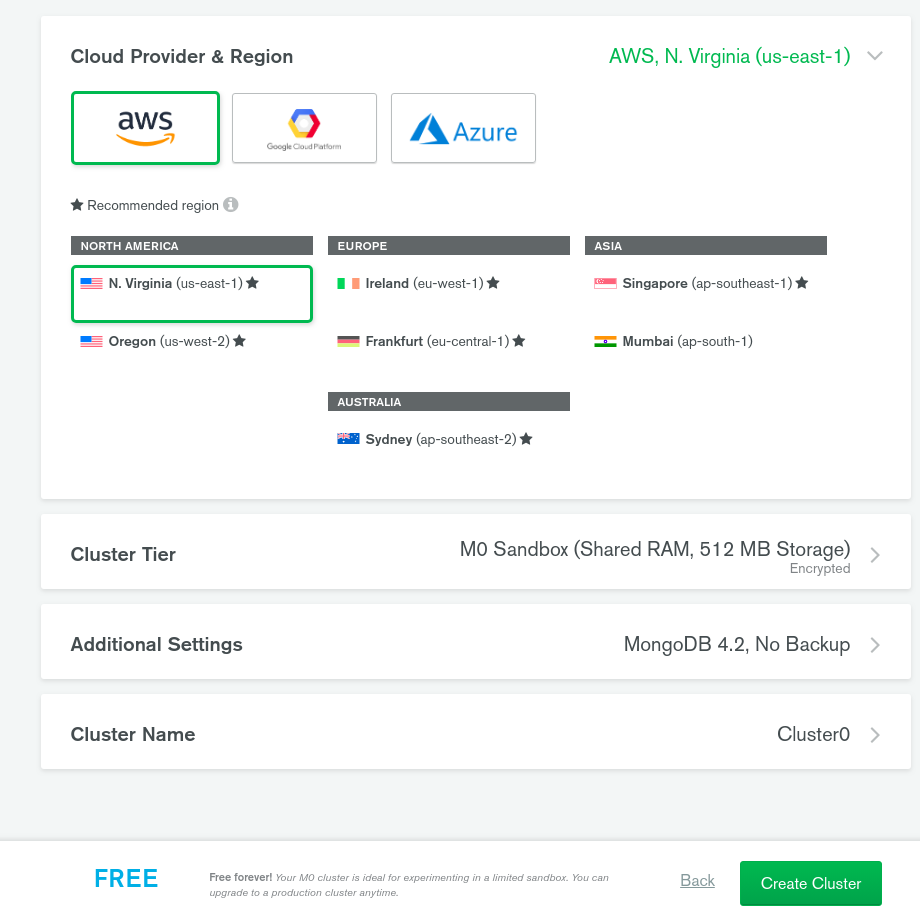 Cloud Provider & Region
AWS, N. Virginia (us-east-1)
aws
Google Cloud Platform
Azure
Recommended region
NORTH AMERICA
N. Virginia (us-east-1)
Oregon (us-west-2)
EUROPE
Ireland (eu-west-1)
Frankfurt (eu-central-1)
ASIA
Singapore (ap-southeast-1)
Mumbai (ap-south-1)
AUSTRALIA
Sydney (ap-southeast-2)
Cluster Tier
M0 Sandbox (Shared RAM, 512 MB Storage)
Encrypted
Additional Settings
MongoDB 4.2, No Backup
Cluster Name
Cluster0
FREE
Free forever! Your M0 cluster is ideal for experimenting in a limited sandbox. You can
upgrade to a production cluster anytime.
Back
Create Cluster